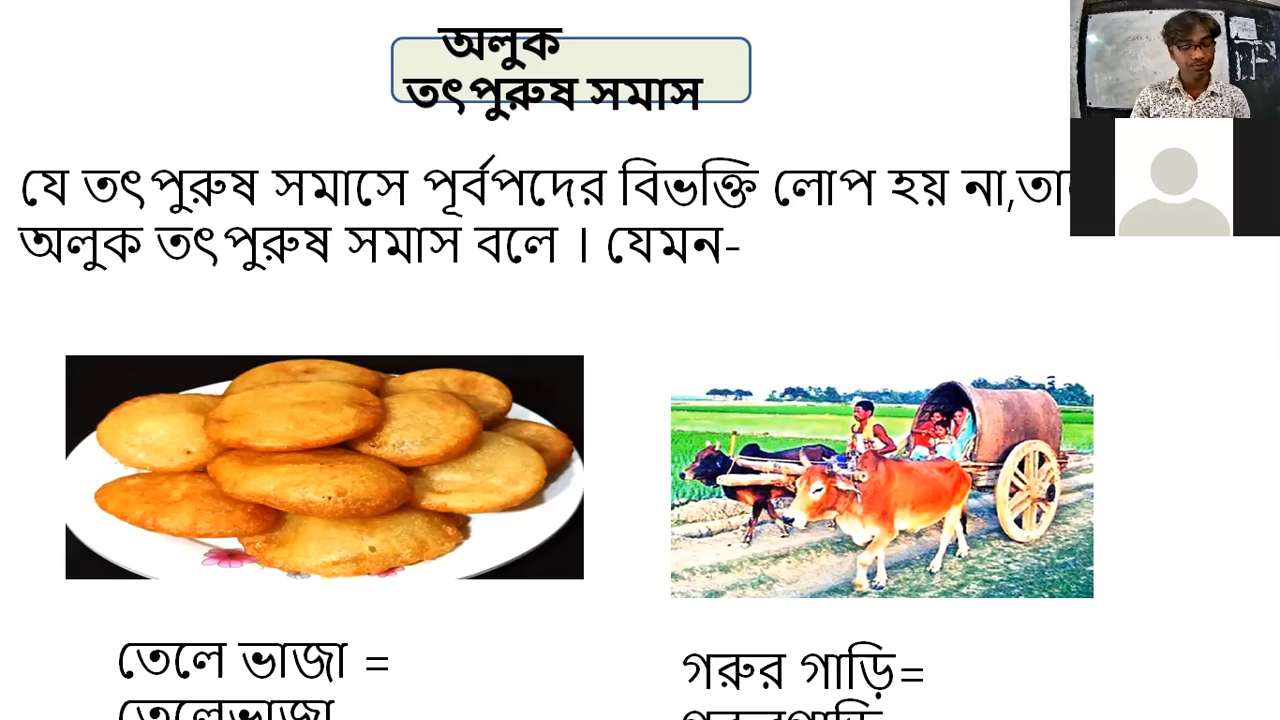 অলুক
তৎপুরুষ সমাস
যে তৎপুরুষ সমাসে পূর্বপদের বিভক্তি লোপ হয় না,
অলুক তৎপুরুষ সমাস বলে । যেমন-
তেলে ভাজা =
তেলেভাজা
গরুর গাড়ি=